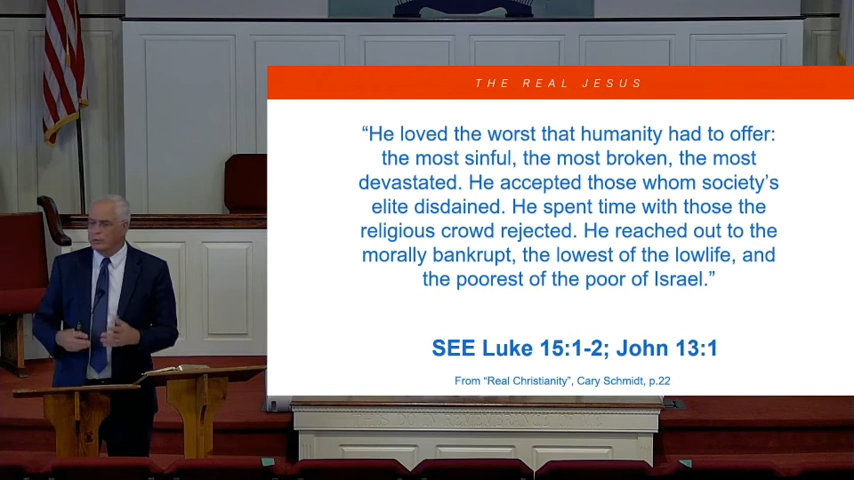 THE REAL JESUS
“He loved the worst that humanity had to offer:
the most sinful, the most broken, the most
devastated. He accepted those whom society’s
elite disdained. He spent time with those the
religious crowd rejected. He reached out to the
morally bankrupt, the lowest of the lowlife, and
the poorest of the poor of Israel.”
SEE Luke 15:1-2; John 13:1
From “Real Christianity”, Cary Schmidt, p.22